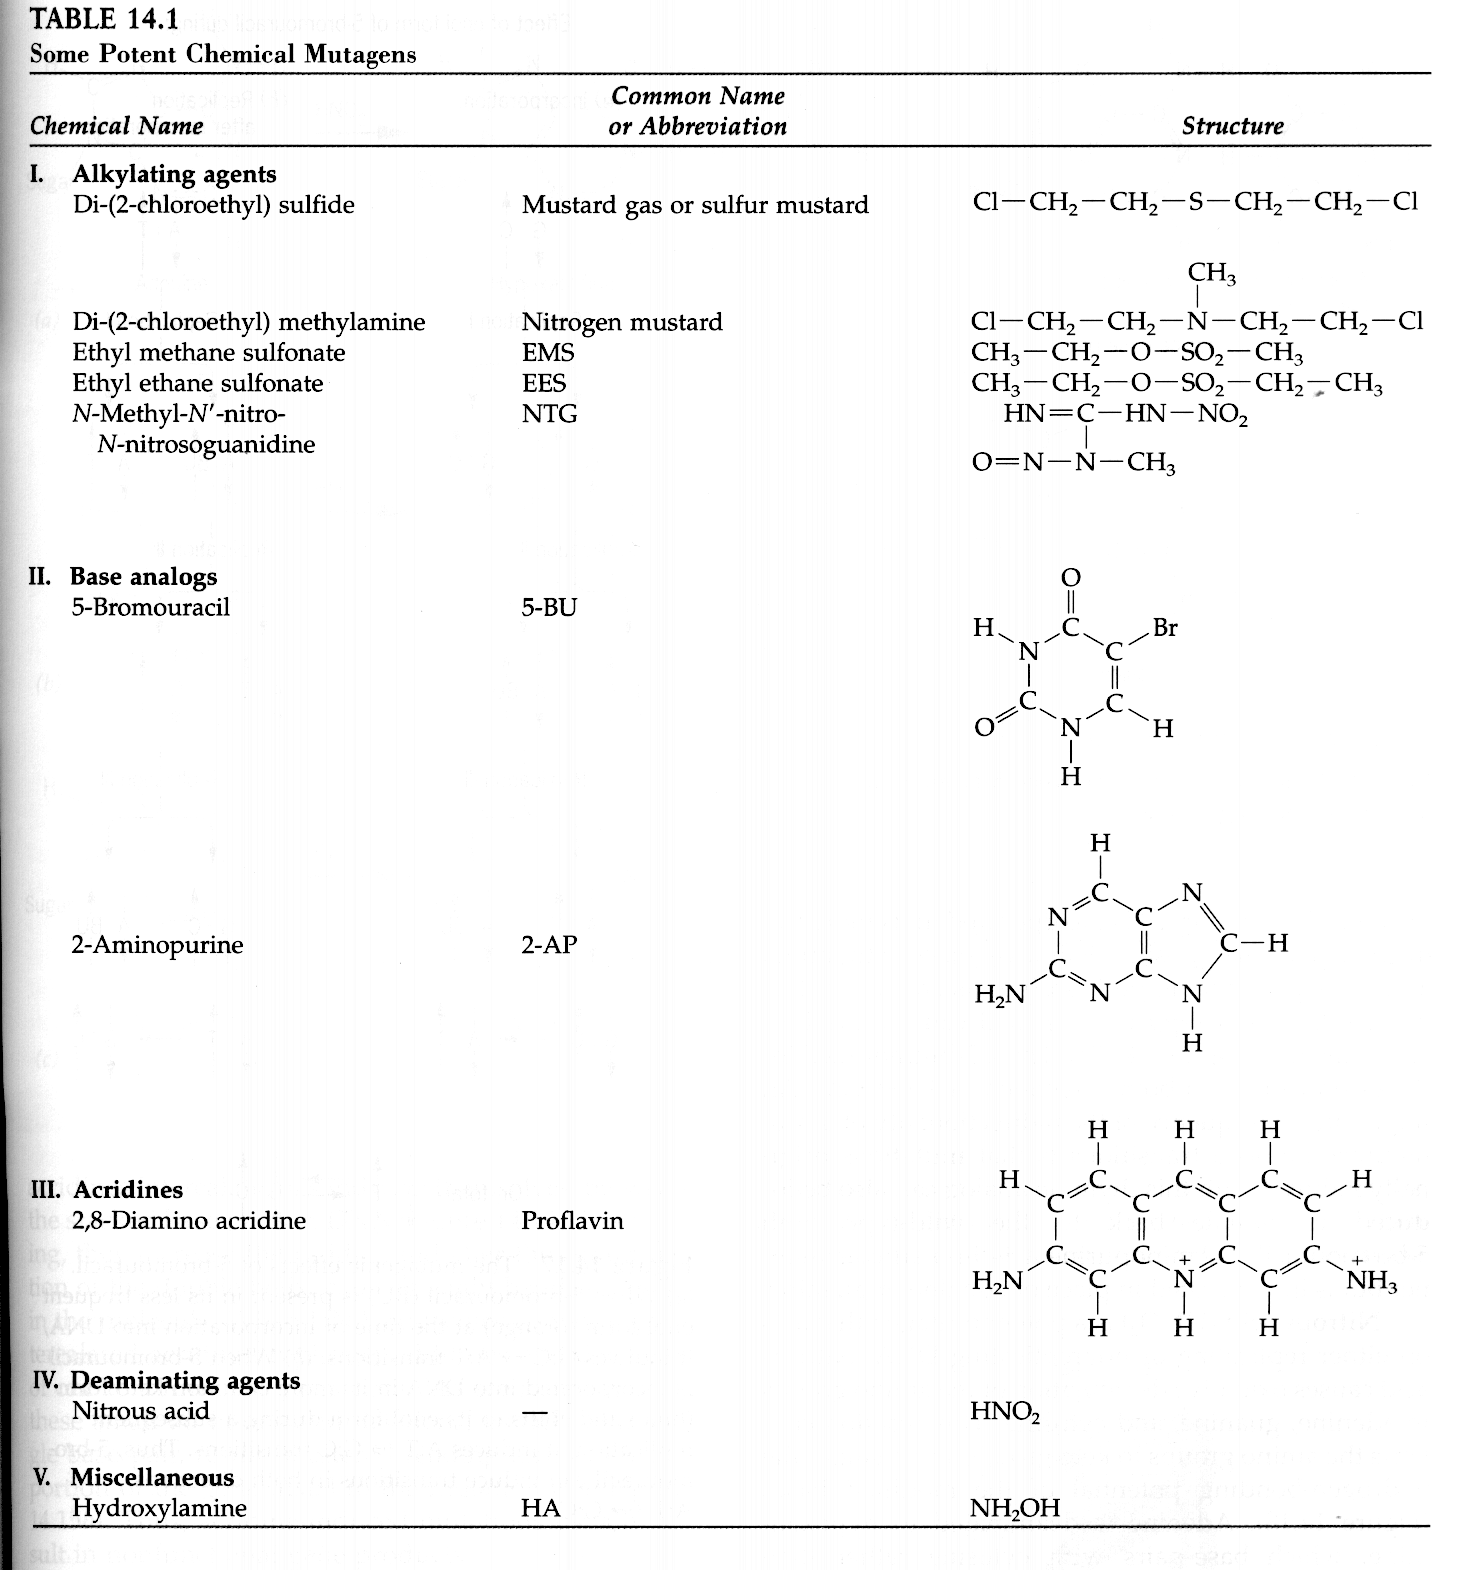 TABLE 14.1
Some Potent Chemical Mutagens
Common Name
Chemical Name or Abbreviation Structure
I. Alkylating agents
Di-(2-chloroethyl) sulfide Mustard gas or sulfur mustard Cl—CH₂—CH₂—S—CH₂—CH₂—Cl
CH₃
Di-(2-chloroethyl) methylamine Nitrogen mustard Cl—CH₂—CH₂—N—CH₂—CH₂—Cl
Ethyl methane sulfonate EMS CH₃—CH₂—O—SO₂—CH₃
Ethyl ethane sulfonate EES CH₃—CH₂—O—SO₂—CH₂—CH₃
N-Methyl-N′-nitro- NTG HN=C—HN—NO₂
N-nitrosoguanidine
O=N—N—CH₃
II. Base analogs
O
5-Bromouracil 5-BU
H C Br
N C
C C
O N H
H
H
C N
N C
2-Aminopurine 2-AP C—H
C C
H₂N N N
H
H H H
III. Acridines H C C C H
C C C C
2,8-Diamino acridine Proflavin
C C C C
H₂N C N⁺ C NH₃⁺
H H H
IV. Deaminating agents
Nitrous acid — HNO₂
V. Miscellaneous
Hydroxylamine HA NH₂OH